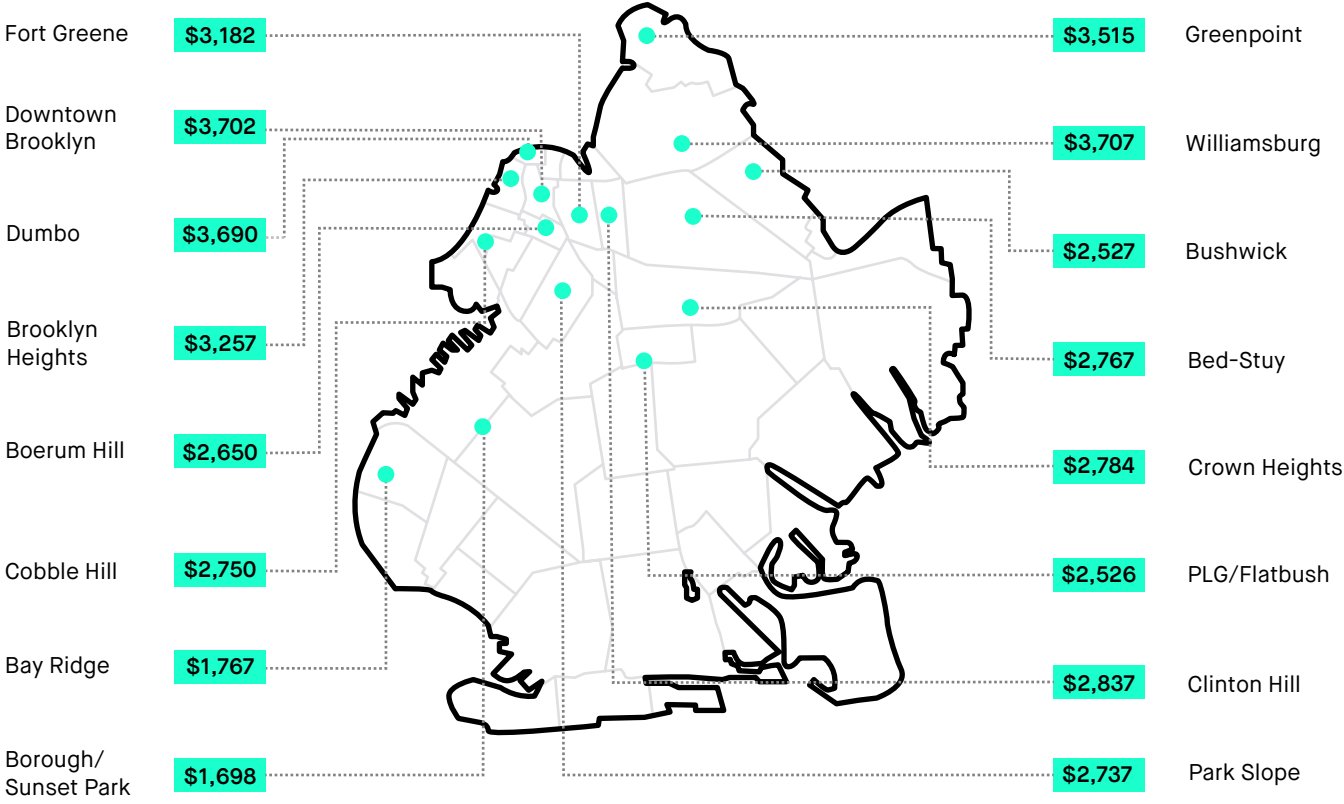 Fort Greene
$3,182
Downtown
Brooklyn
$3,702
Dumbo
$3,690
Brooklyn
Heights
$3,257
Boerum Hill
$2,650
Cobble Hill
$2,750
Bay Ridge
$1,767
Borough/
Sunset Park
$1,698
$3,515
Greenpoint
$3,707
Williamsburg
$2,527
Bushwick
$2,767
Bed-Stuy
$2,784
Crown Heights
$2,526
PLG/Flatbush
$2,837
Clinton Hill
$2,737
Park Slope